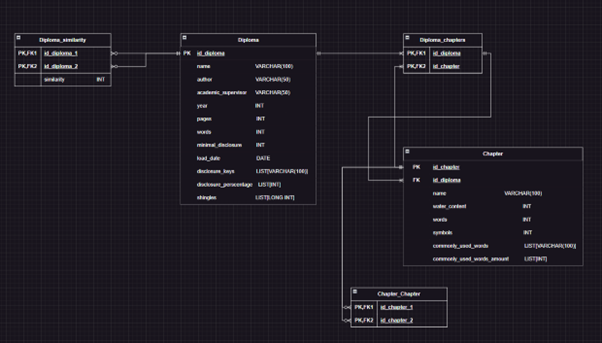 Diploma_similarity
PK,FK1 id_diploma_1
PK,FK2 id_diploma_2
similarity INT
Diploma
PK id_diploma
name VARCHAR(100)
author VARCHAR(50)
academic_supervisor VARCHAR(50)
year INT
pages INT
words INT
minimal_disclosure INT
load_date DATE
disclosure_keys LIST[VARCHAR(100)]
disclosure_persentage LIST[INT]
shingles LIST[LONG INT]
Diploma_chapters
PK,FK1 id_diploma
PK,FK2 id_chapter
Chapter
PK id_chapter
FK id_diploma
name VARCHAR(100)
water_content INT
words INT
symbols INT
commonly_used_words LIST[VARCHAR(100)]
commonly_used_words_amount LIST[INT]
Chapter_Chapter
PK,FK1 id_chapter_1
PK,FK2 id_chapter_2